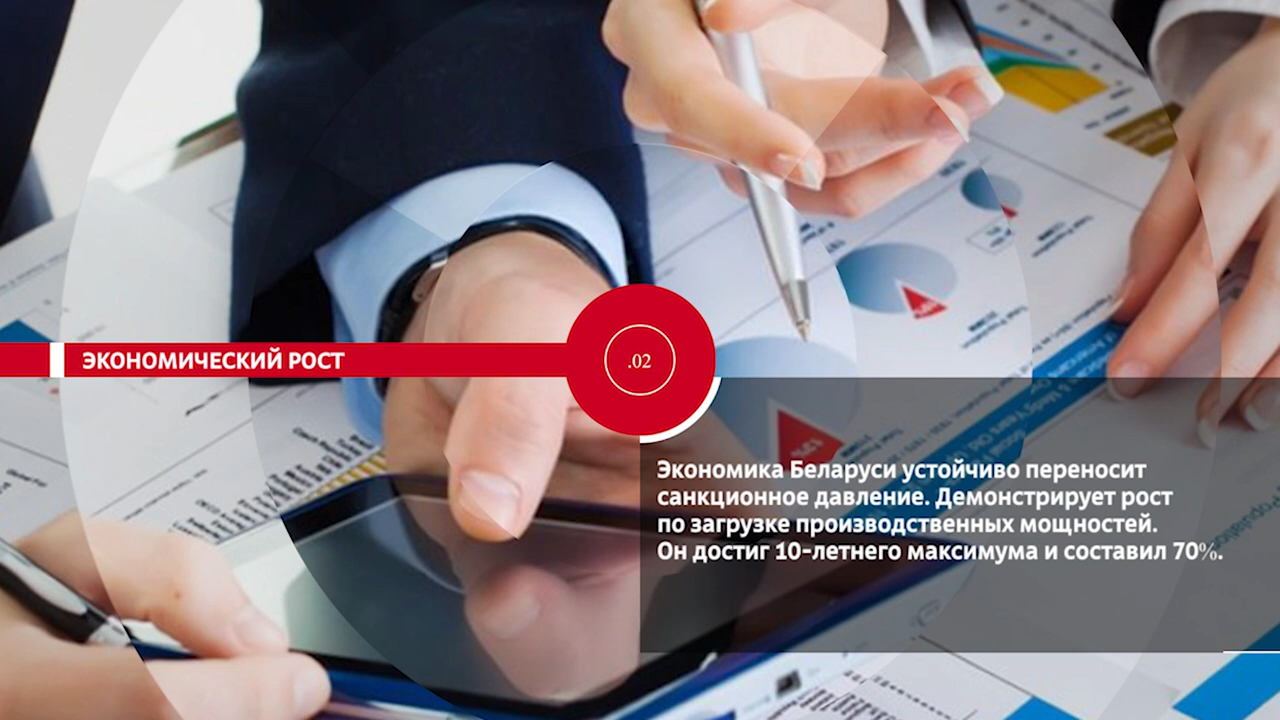 ЭКОНОМИЧЕСКИЙ РОСТ
.02
Экономика Беларуси устойчиво переносит
санкционное давление. Демонстрирует рост
по загрузке производственных мощностей.
Он достиг 10-летнего максимума и составил 70%.